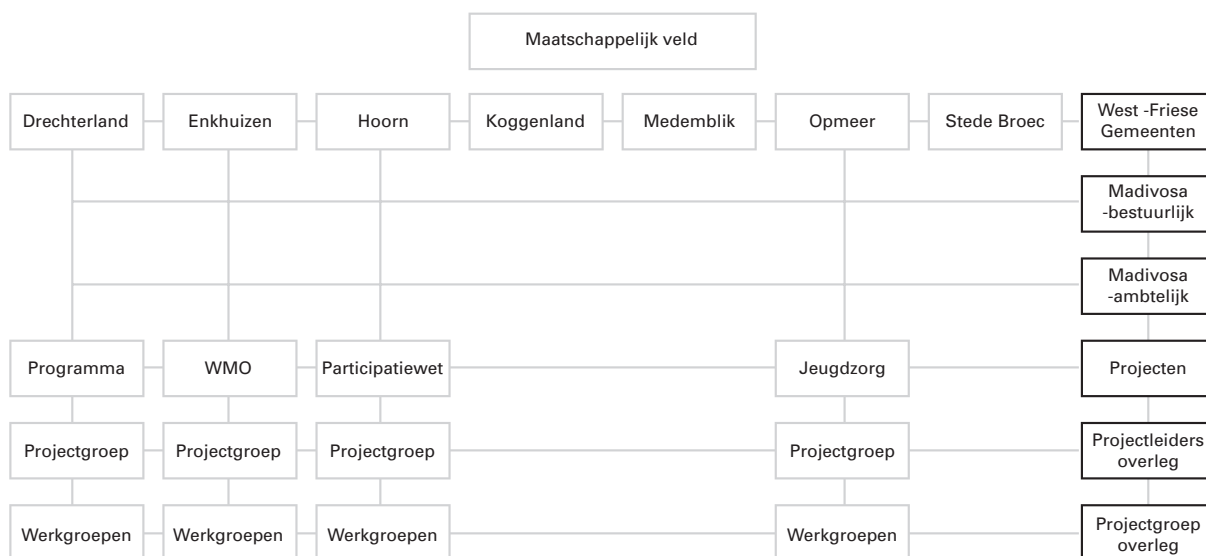 Maatschappelijk veld
Drechterland
Enkhuizen
Hoorn
Koggenland
Medemblik
Opmeer
Stede Broec
West -Friese
Gemeenten
Madivosa
-bestuurlijk
Madivosa
-ambtelijk
Programma
WMO
Participatiewet
Jeugdzorg
Projecten
Projectgroep
Projectgroep
Projectgroep
Projectgroep
Projectleiders
overleg
Werkgroepen
Werkgroepen
Werkgroepen
Werkgroepen
Projectgroep
overleg